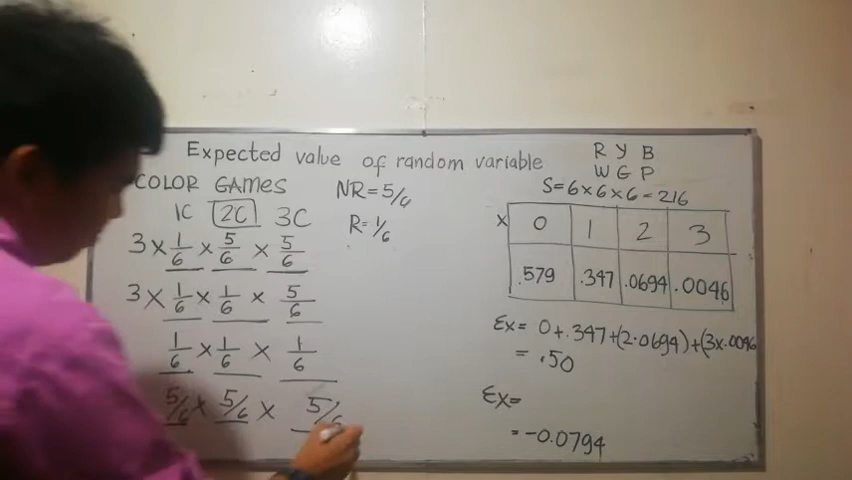 Expected value of random variable
COLOR GAMES
1C 2C 3C
3 × 1/6 × 5/6 × 5/6
3 × 1/6 × 1/6 × 5/6
1/6 × 1/6 × 1/6
5/6 × 5/6 × 5/6
NR = 5/6
R = 1/6
R Y B
W G P
S = 6 × 6 × 6 = 216
X 0 1 2 3
.579 .347 .0694 .0046
Ex = 0 + .347 + (2·0694) + (3x.0046
= .50
Ex =
= -0.0794